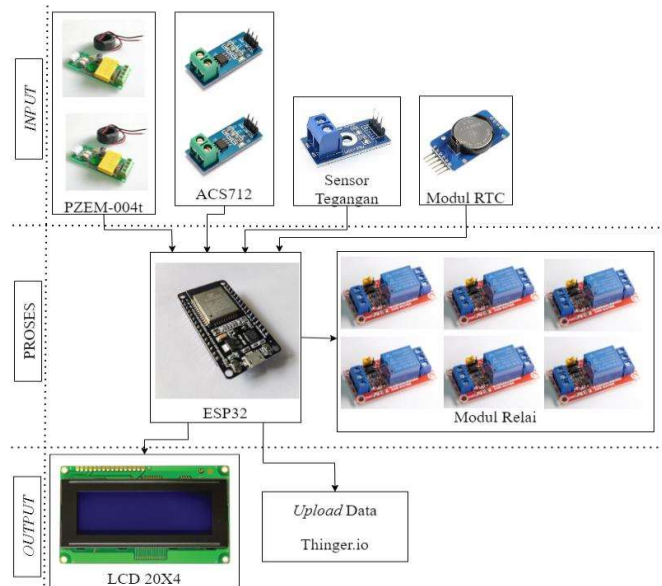 INPUT
PZEM-004t
ACS712
Sensor
Tegangan
Modul RTC
PROSES
ESP32
Modul Relai
OUTPUT
LCD 20X4
Upload Data
Thinger.io